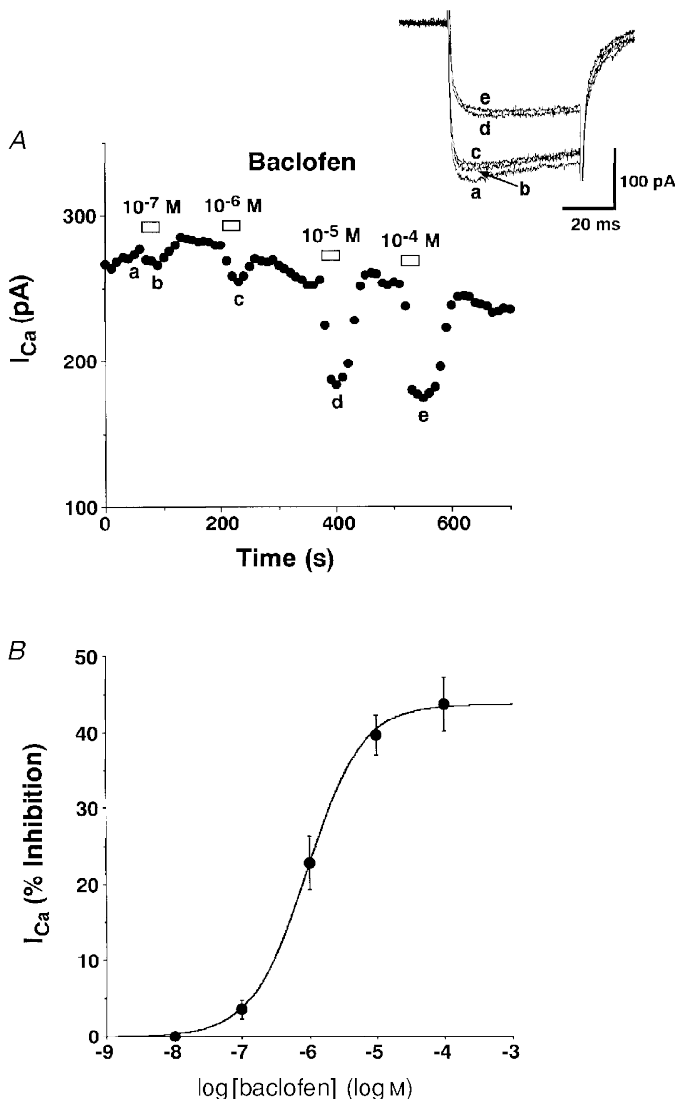 e
d
c
a
b
100 pA
20 ms
A
Baclofen
10-7 M
10-6 M
10-5 M
10-4 M
300
200
100
a
b
c
d
e
ICa (pA)
0
200
400
600
Time (s)
B
50
40
30
20
10
0
ICa (% Inhibition)
-9
-8
-7
-6
-5
-4
-3
log [baclofen] (log M)